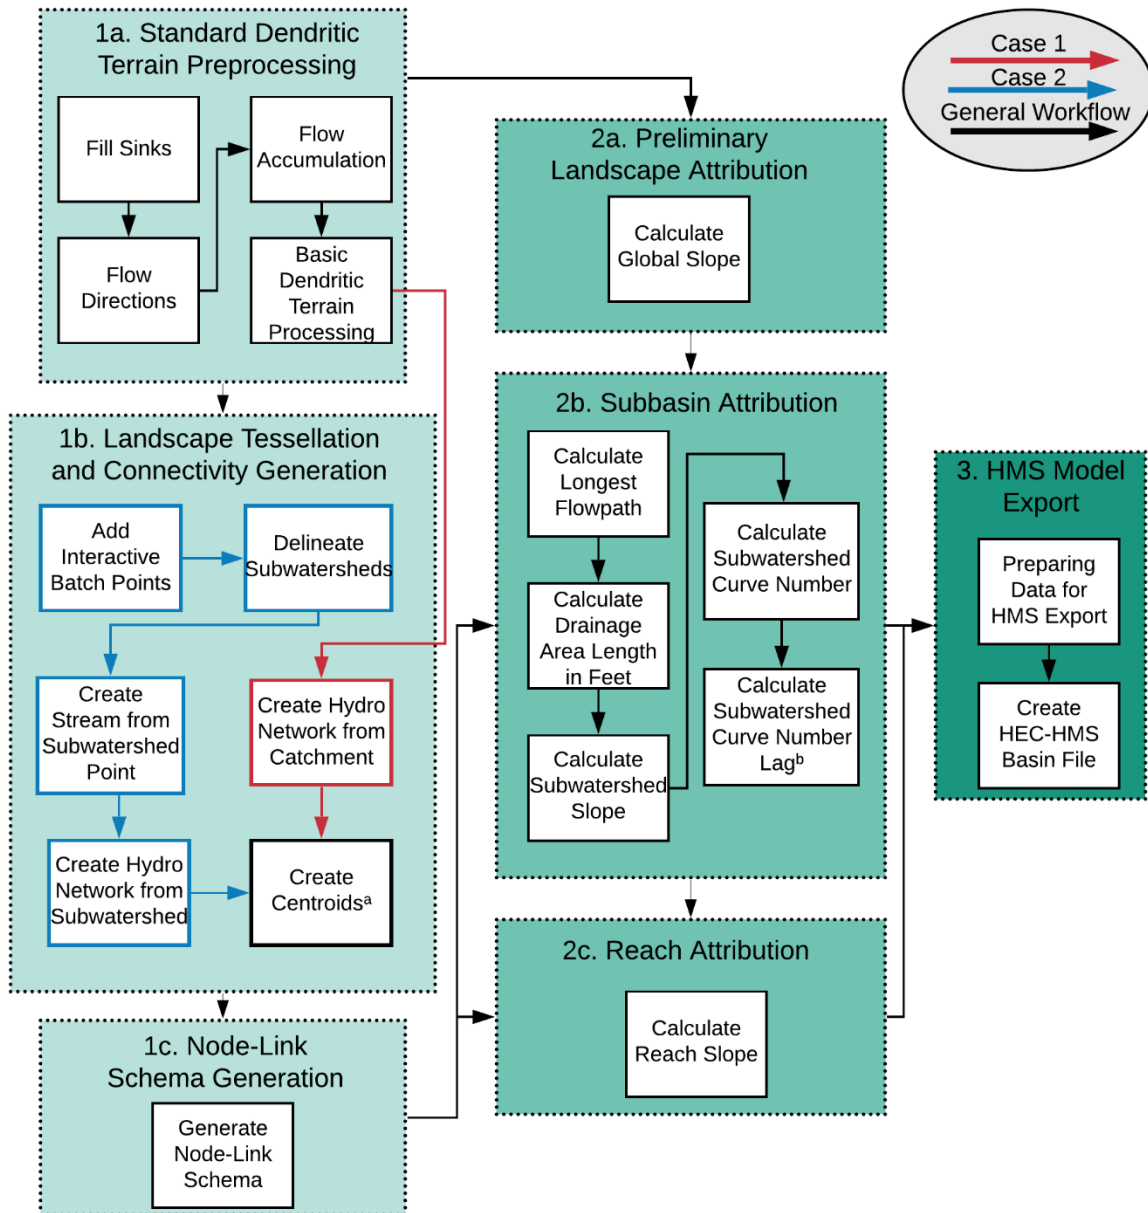 1a. Standard Dendritic
Terrain Preprocessing
Fill Sinks
Flow
Directions
Flow
Accumulation
Basic
Dendritic
Terrain
Processing
1b. Landscape Tessellation
and Connectivity Generation
Add
Interactive
Batch Points
Delineate
Subwatersheds
Create
Stream from
Subwatershed
Point
Create Hydro
Network from
Catchment
Create Hydro
Network from
Subwatershed
Create
Centroidsᵃ
1c. Node-Link
Schema Generation
Generate
Node-Link
Schema
2a. Preliminary
Landscape Attribution
Calculate
Global Slope
2b. Subbasin Attribution
Calculate
Longest
Flowpath
Calculate
Drainage
Area Length
in Feet
Calculate
Subwatershed
Slope
Calculate
Subwatershed
Curve Number
Calculate
Subwatershed
Curve Number
Lagᵇ
2c. Reach Attribution
Calculate
Reach Slope
3. HMS Model
Export
Preparing
Data for
HMS Export
Create
HEC-HMS
Basin File
Case 1
Case 2
General Workflow